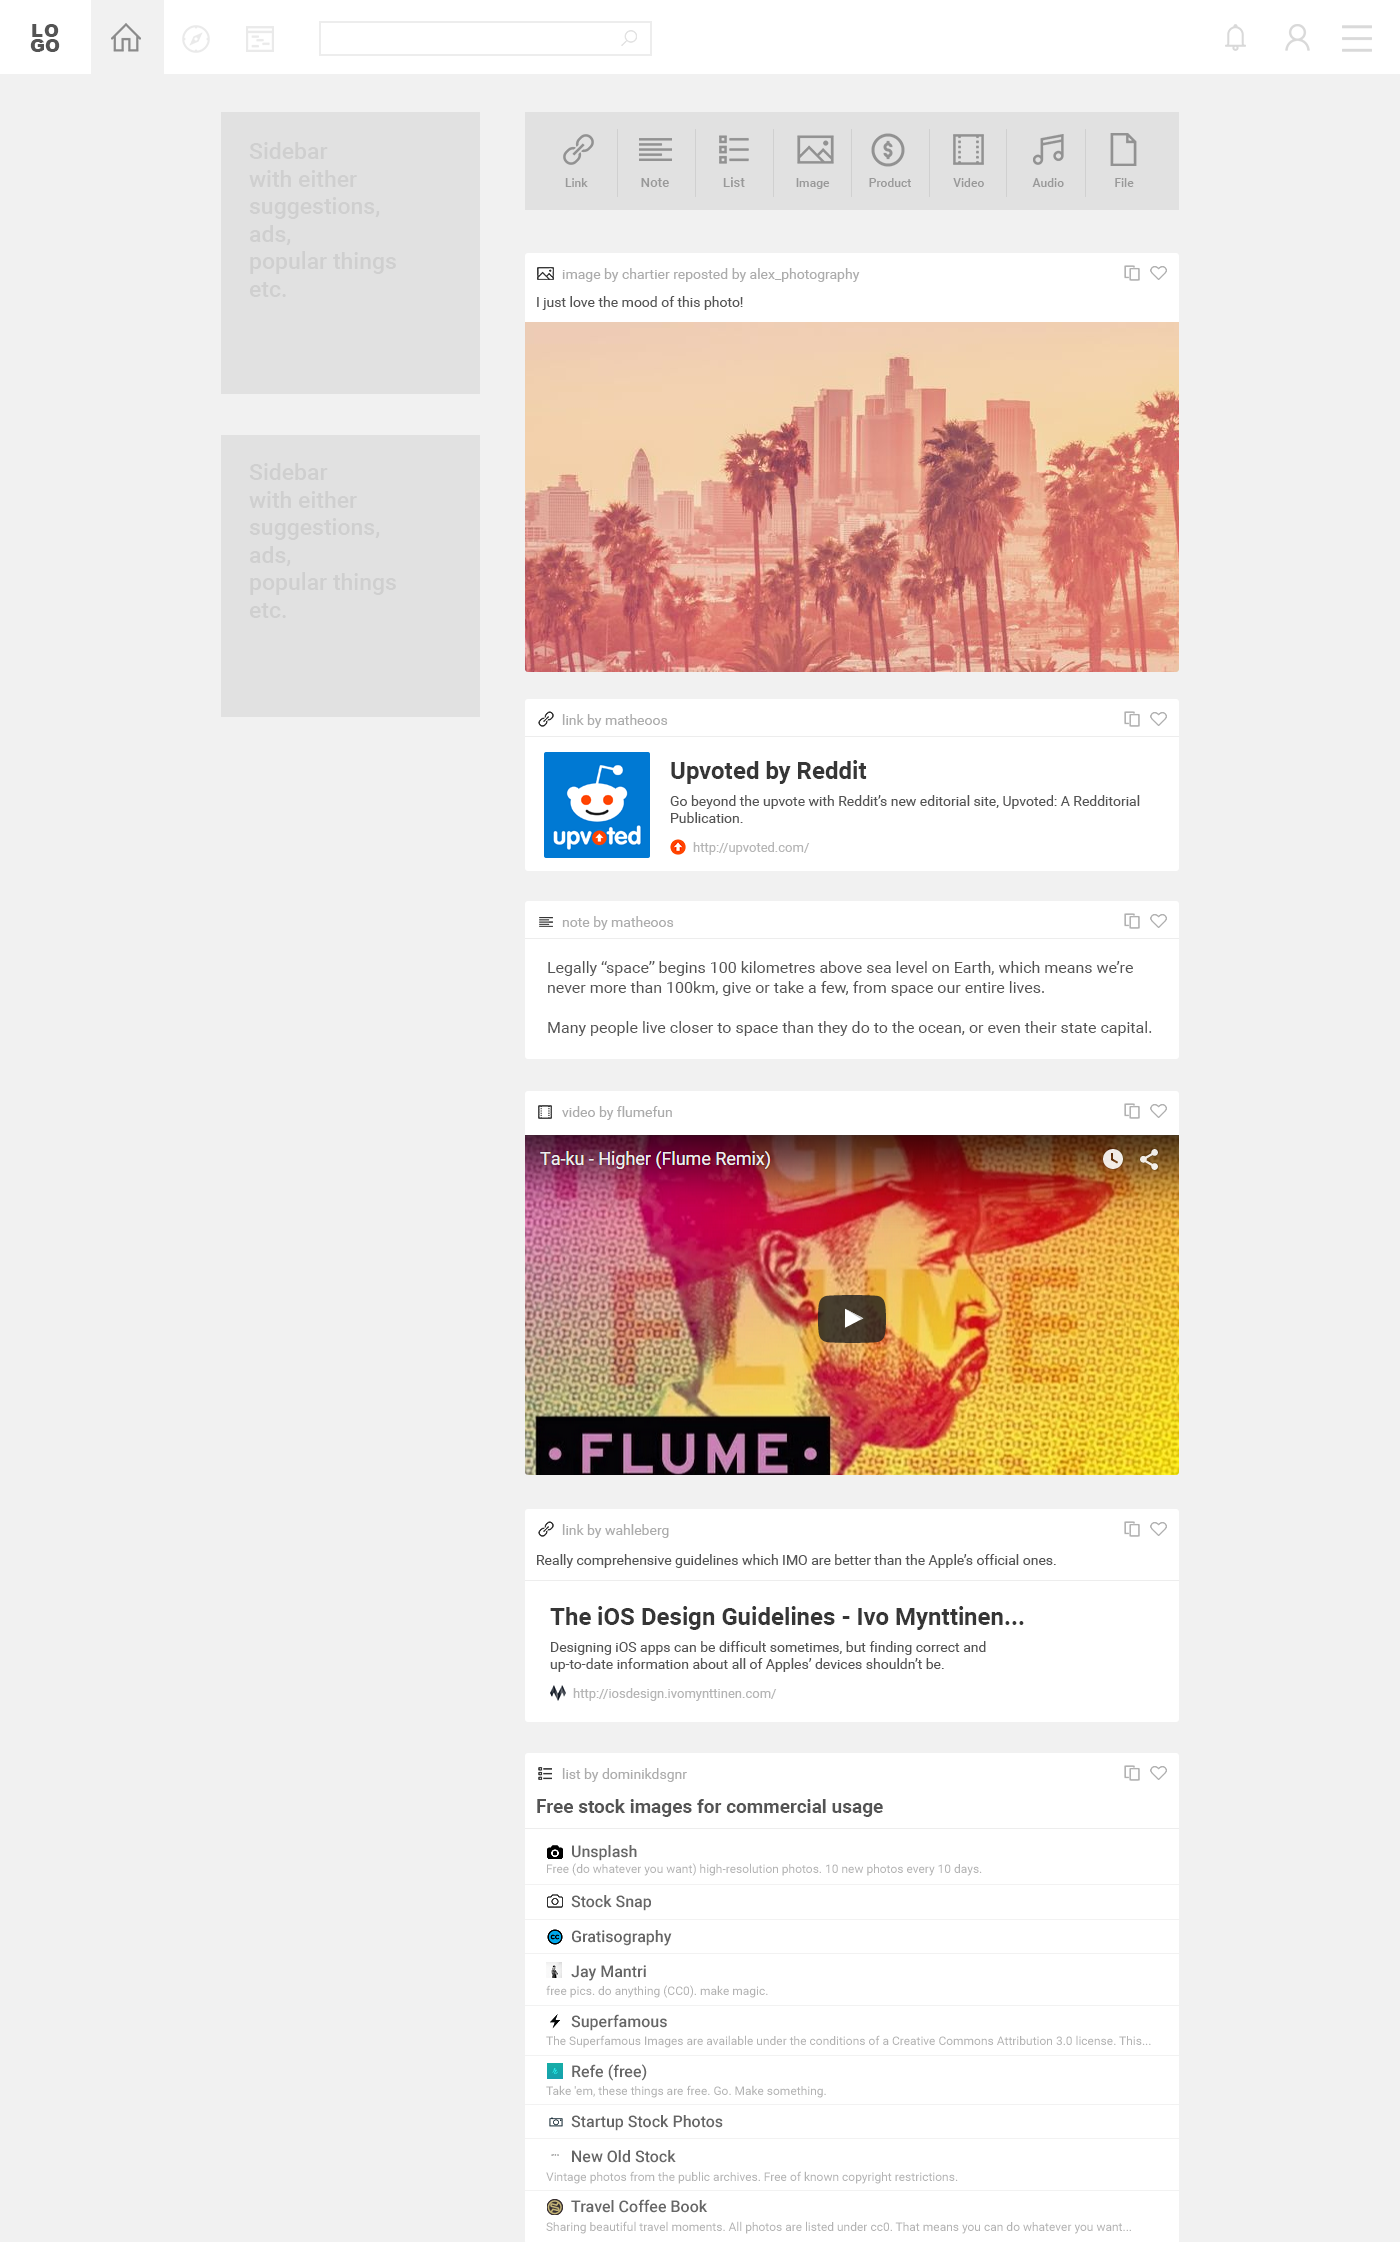 LO
GO
Sidebar
with either
suggestions,
ads,
popular things
etc.
Sidebar
with either
suggestions,
ads,
popular things
etc.
Link Note List Image Product Video Audio File
image by chartier reposted by alex_photography
I just love the mood of this photo!
link by matheoos
upvoted
Upvoted by Reddit
Go beyond the upvote with Reddit's new editorial site, Upvoted: A Redditorial
Publication.
http://upvoted.com/
note by matheoos
Legally “space” begins 100 kilometres above sea level on Earth, which means we’re
never more than 100km, give or take a few, from space our entire lives.
Many people live closer to space than they do to the ocean, or even their state capital.
video by flumefun
Ta-ku - Higher (Flume Remix)
FLUME
• FLUME •
link by wahleberg
Really comprehensive guidelines which IMO are better than the Apple’s official ones.
The iOS Design Guidelines - Ivo Mynttinen...
Designing iOS apps can be difficult sometimes, but finding correct and
up-to-date information about all of Apples’ devices shouldn’t be.
http://iosdesign.ivomynttinen.com/
list by dominikdsgnr
Free stock images for commercial usage
Unsplash
Free (do whatever you want) high-resolution photos. 10 new photos every 10 days.
Stock Snap
Gratisography
Jay Mantri
free pics. do anything (CC0). make magic.
Superfamous
The Superfamous Images are available under the conditions of a Creative Commons Attribution 3.0 license. This...
Refe (free)
Take 'em, these things are free. Go. Make something.
Startup Stock Photos
New Old Stock
Vintage photos from the public archives. Free of known copyright restrictions.
Travel Coffee Book
Sharing beautiful travel moments. All photos are listed under cc0. That means you can do whatever you want...